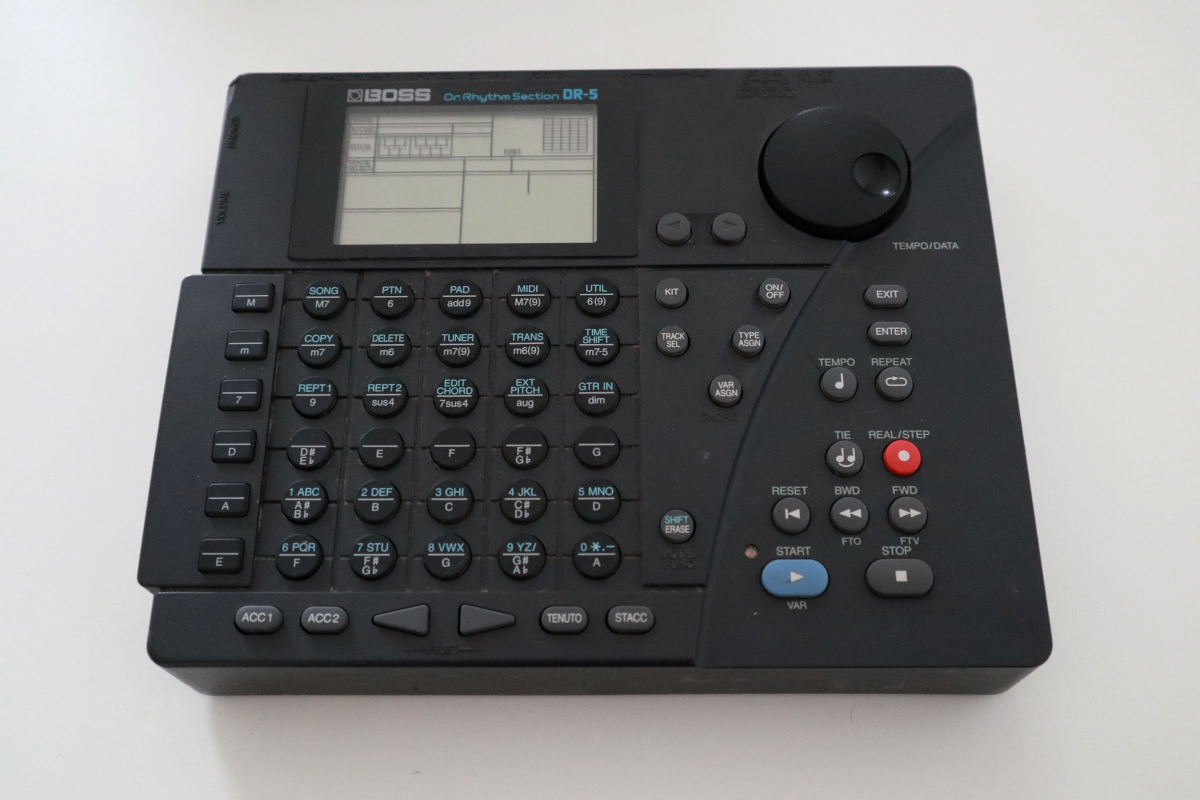 BOSS Dr. Rhythm Section DR-5
TEMPO/DATA
M
SONG
M7
PTN
6
PAD
add9
MIDI
M7(9)
UTIL
6(9)
KIT
ON/
OFF
EXIT
m
COPY
m7
DELETE
m6
TUNER
m7(9)
TRANS
m6(9)
TIME
SHIFT
m7-5
TRACK
SEL
TYPE
ASGN
ENTER
TEMPO
REPEAT
7
REPT1
9
REPT2
sus4
EDIT
CHORD
7sus4
EXT
PITCH
aug
GTR IN
dim
VAR
ASGN
D
D#
E♭
E
F
F#
G♭
G
TIE
REAL/STEP
A
1 ABC
A#
B♭
2 DEF
B
3 GHI
C
4 JKL
C#
D♭
5 MNO
D
RESET
BWD
FWD
SHIFT
ERASE
FTO
FTV
E
6 PQR
F
7 STU
F#
G♭
8 VWX
G
9 YZ/
G#
A♭
0 *.–
A
START
STOP
VAR
ACC1
ACC2
TENUTO
STACC